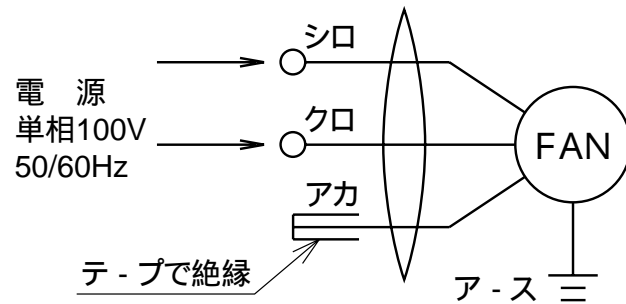 シロ
電　源
単相100V
50/60Hz
クロ
FAN
アカ
テ-プで絶縁
ア-ス